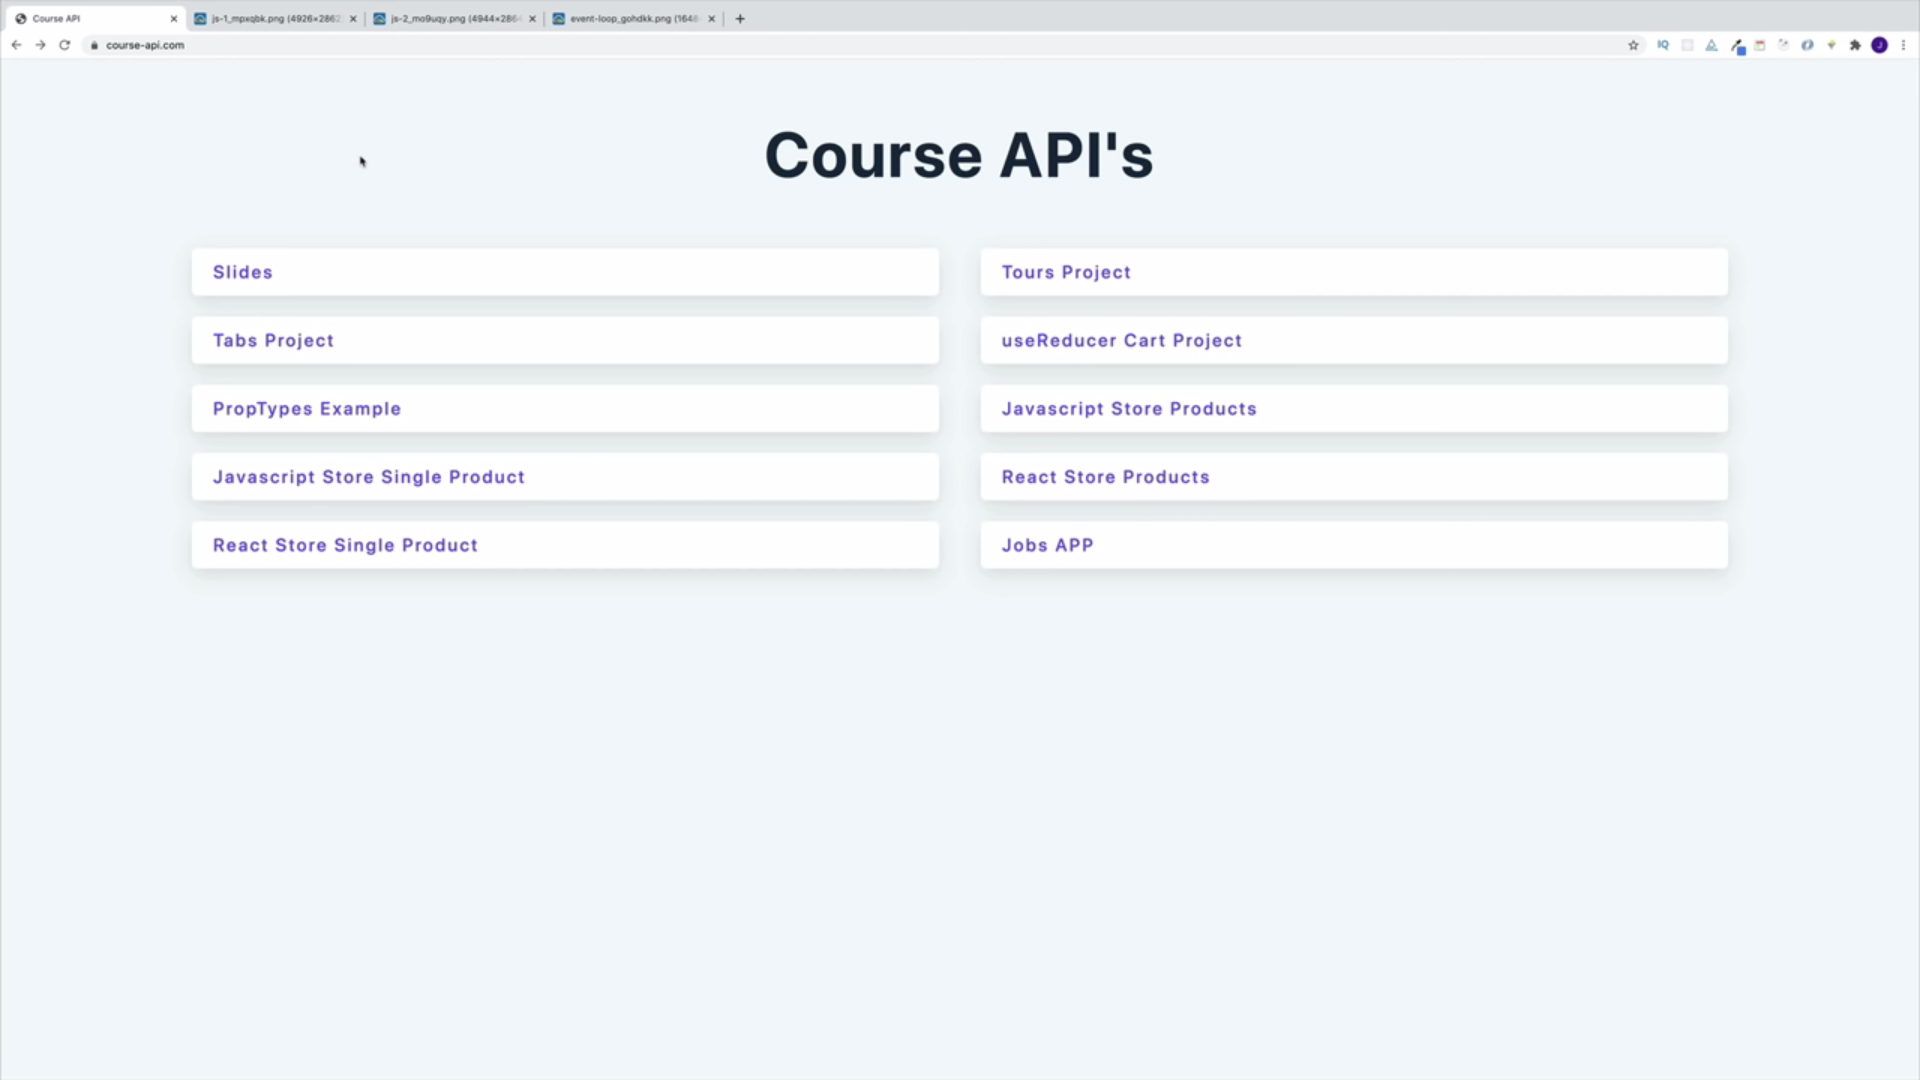 Course API
js-1_mpxqbk.png (4926×2862
js-2_mo9uqy.png (4944×286
event-loop_gohdkk.png (1648
course-api.com
IQ
J
Course API's
Slides
Tours Project
Tabs Project
useReducer Cart Project
PropTypes Example
Javascript Store Products
Javascript Store Single Product
React Store Products
React Store Single Product
Jobs APP